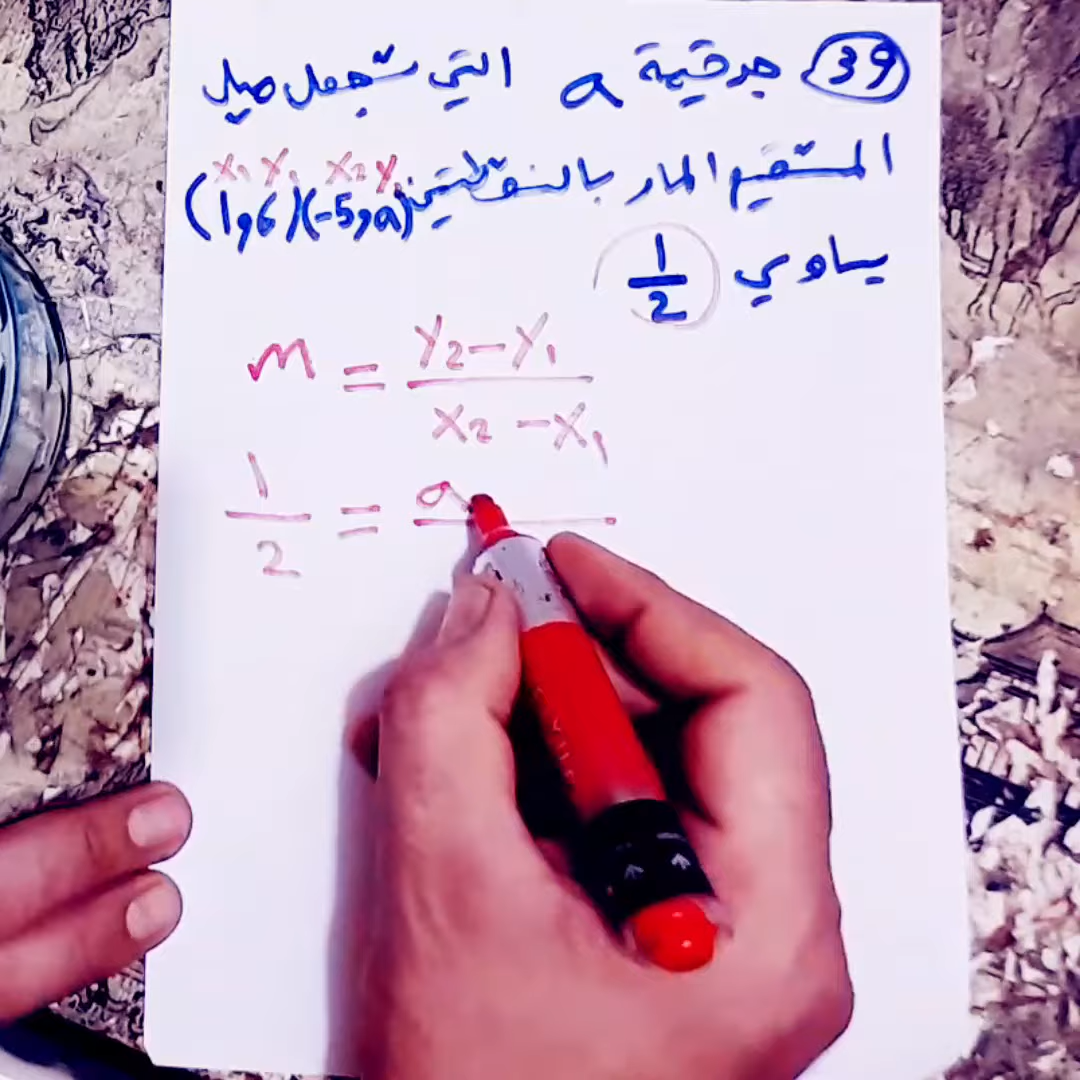 39 جد قيمة a التي تجعل ميل
المستقيم المار بالنقطتين (1,6)(-5,a)
x₁ y₁ x₂ y₂
يساوي 1/2
m = y₂-y₁ / x₂-x₁
1/2 = a